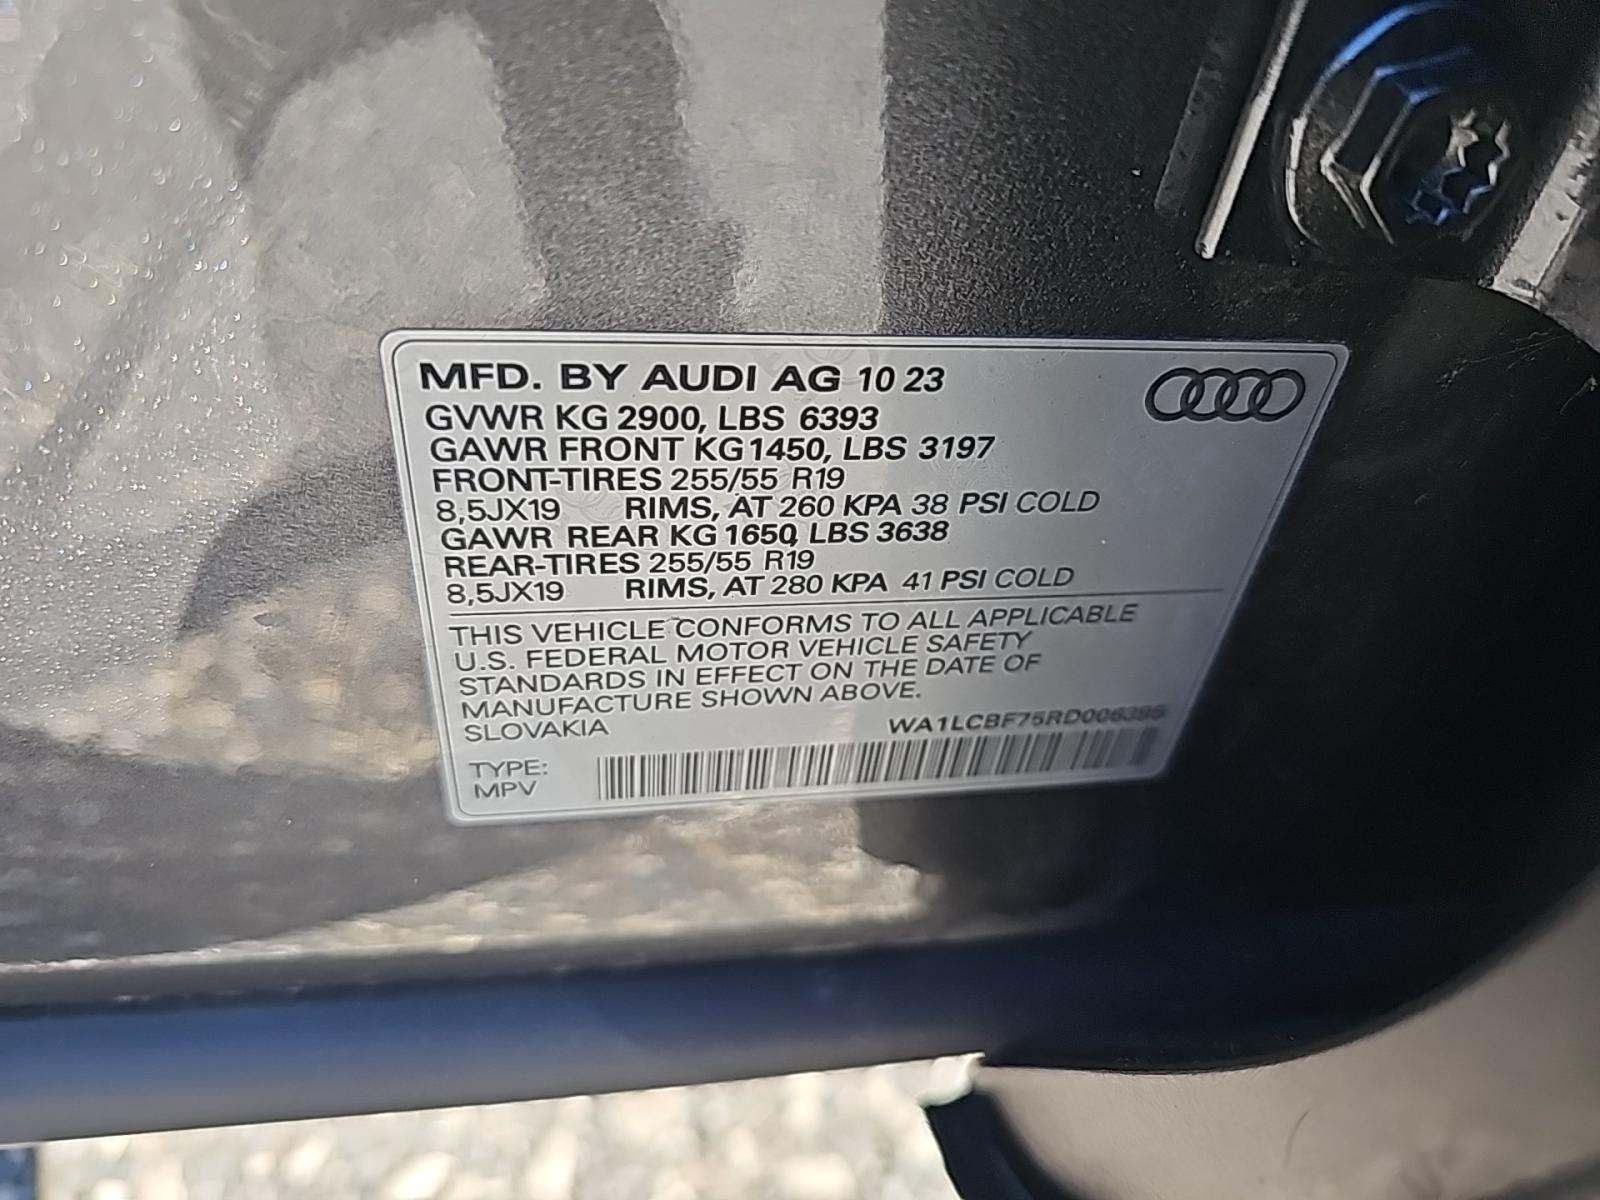 MFD. BY AUDI AG 10 23
GVWR KG 2900, LBS 6393
GAWR FRONT KG 1450, LBS 3197
FRONT-TIRES 255/55 R19
8,5JX19 RIMS, AT 260 KPA 38 PSI COLD
GAWR REAR KG 1650, LBS 3638
REAR-TIRES 255/55 R19
8,5JX19 RIMS, AT 280 KPA 41 PSI COLD
THIS VEHICLE CONFORMS TO ALL APPLICABLE
U.S. FEDERAL MOTOR VEHICLE SAFETY
STANDARDS IN EFFECT ON THE DATE OF
MANUFACTURE SHOWN ABOVE.
SLOVAKIA
TYPE:
MPV